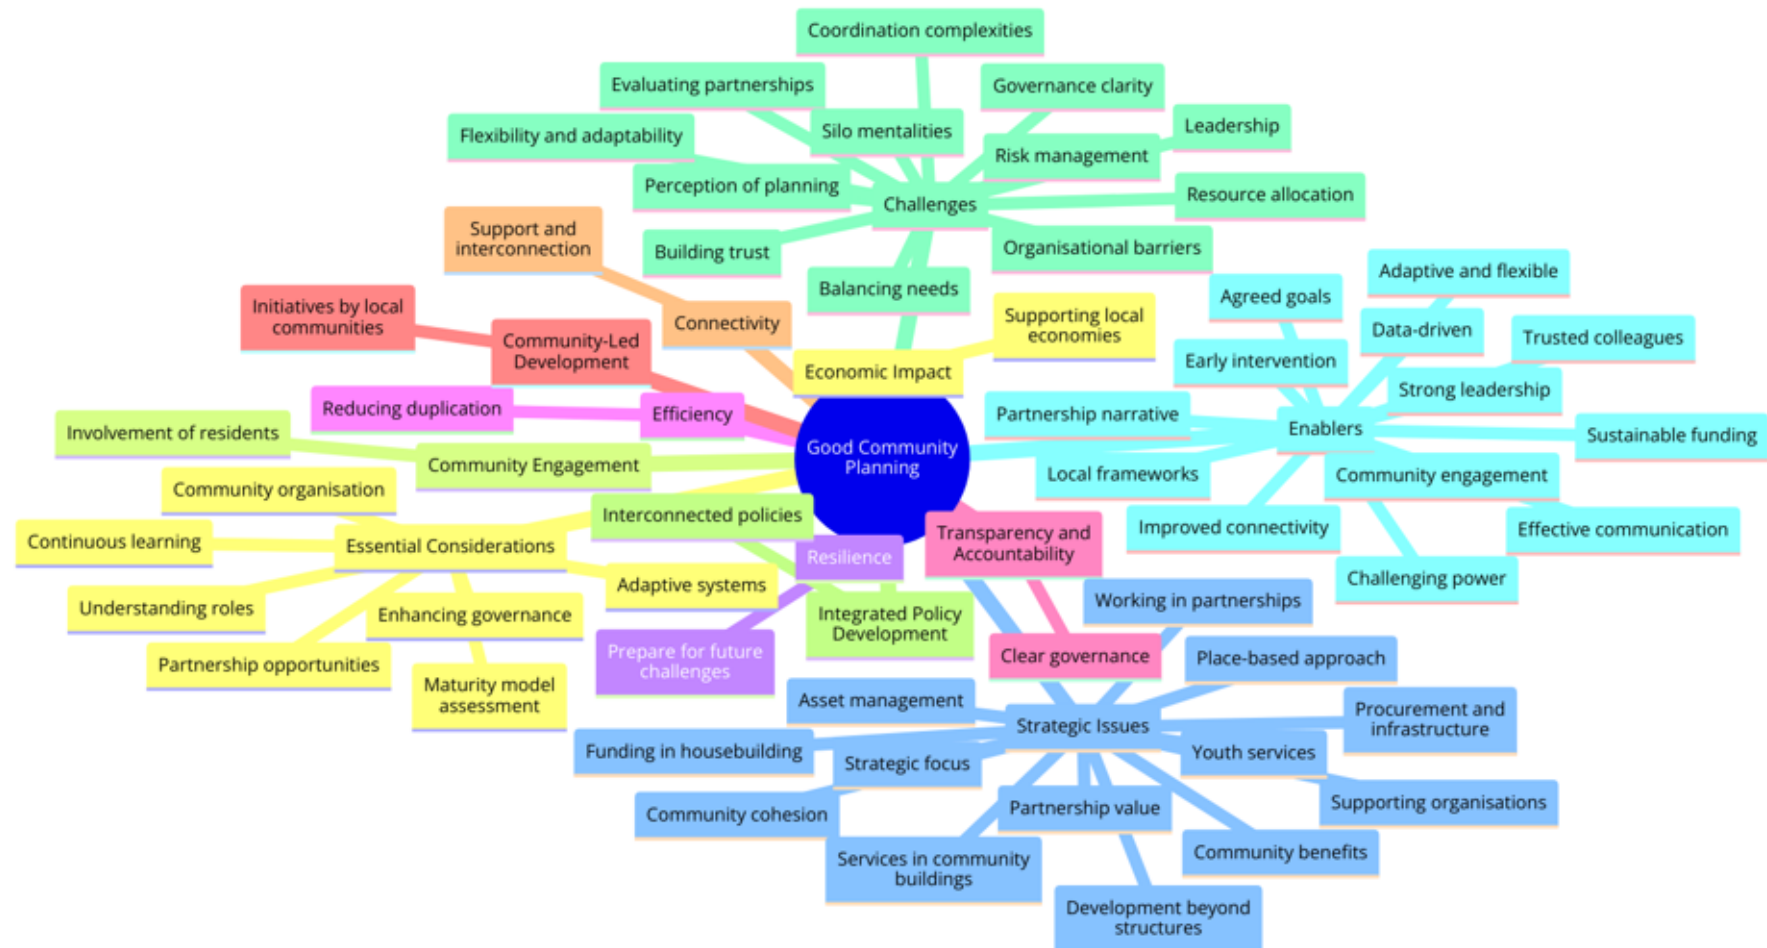 Coordination complexities
Evaluating partnerships
Governance clarity
Flexibility and adaptability
Silo mentalities
Leadership
Risk management
Perception of planning
Resource allocation
Challenges
Support and
interconnection
Building trust
Organisational barriers
Balancing needs
Adaptive and flexible
Agreed goals
Initiatives by local
communities
Connectivity
Supporting local
economies
Data-driven
Trusted colleagues
Community-Led
Development
Economic Impact
Early intervention
Strong leadership
Reducing duplication
Efficiency
Partnership narrative
Enablers
Sustainable funding
Involvement of residents
Community Engagement
Good Community
Planning
Local frameworks
Community engagement
Community organisation
Interconnected policies
Improved connectivity
Effective communication
Continuous learning
Essential Considerations
Transparency and
Accountability
Resilience
Challenging power
Understanding roles
Adaptive systems
Enhancing governance
Integrated Policy
Development
Working in partnerships
Partnership opportunities
Prepare for future
challenges
Clear governance
Place-based approach
Maturity model
assessment
Asset management
Strategic Issues
Procurement and
infrastructure
Funding in housebuilding
Strategic focus
Youth services
Community cohesion
Partnership value
Supporting organisations
Services in community
buildings
Community benefits
Development beyond
structures